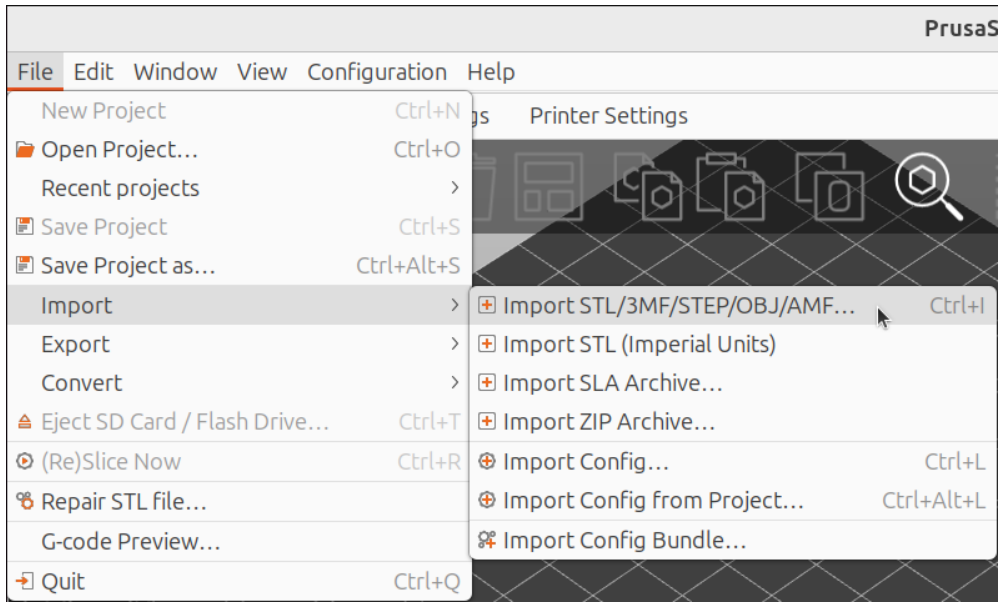 PrusaS
File Edit Window View Configuration Help
gs Printer Settings
New Project Ctrl+N
Open Project... Ctrl+O
Recent projects
Save Project Ctrl+S
Save Project as... Ctrl+Alt+S
Import
Export
Convert
Eject SD Card / Flash Drive... Ctrl+T
(Re)Slice Now Ctrl+R
Repair STL file...
G-code Preview...
Quit Ctrl+Q
Import STL/3MF/STEP/OBJ/AMF... Ctrl+I
Import STL (Imperial Units)
Import SLA Archive...
Import ZIP Archive...
Import Config... Ctrl+L
Import Config from Project... Ctrl+Alt+L
Import Config Bundle...